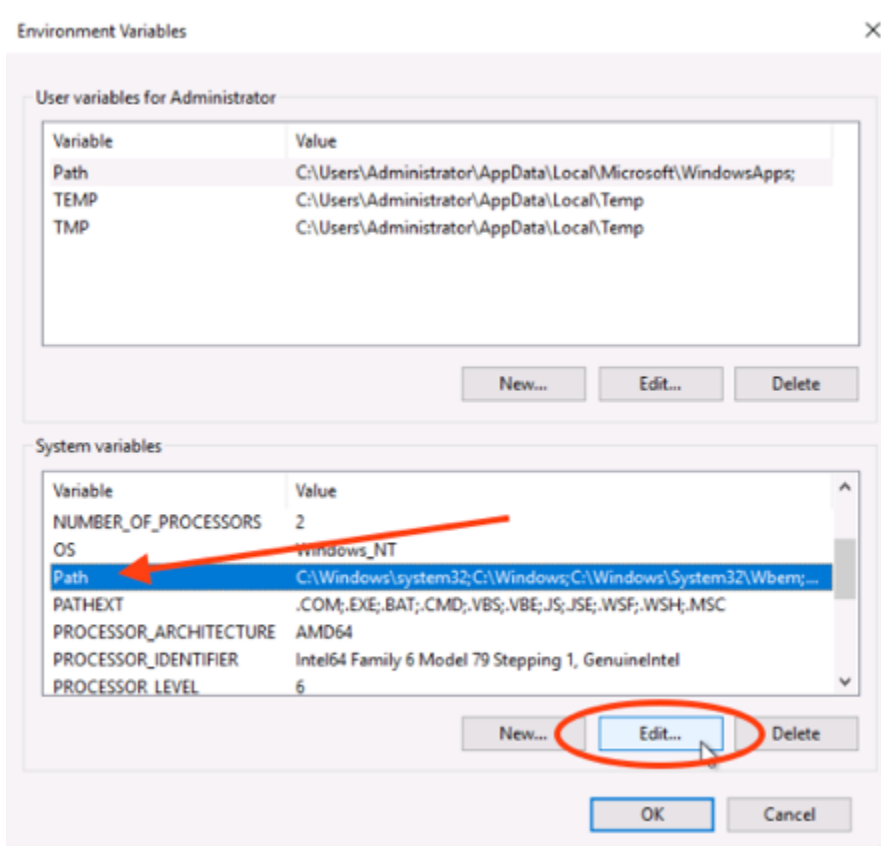 Environment Variables
User variables for Administrator
Variable Value
Path C:\Users\Administrator\AppData\Local\Microsoft\WindowsApps;
TEMP C:\Users\Administrator\AppData\Local\Temp
TMP C:\Users\Administrator\AppData\Local\Temp
New... Edit... Delete
System variables
Variable Value
NUMBER_OF_PROCESSORS 2
OS Windows_NT
Path C:\Windows\system32;C:\Windows;C:\Windows\System32\Wbem;...
PATHEXT .COM;.EXE;.BAT;.CMD;.VBS;.VBE;.JS;.JSE;.WSF;.WSH;.MSC
PROCESSOR_ARCHITECTURE AMD64
PROCESSOR_IDENTIFIER Intel64 Family 6 Model 79 Stepping 1, GenuineIntel
PROCESSOR_LEVEL 6
New... Edit... Delete
OK Cancel